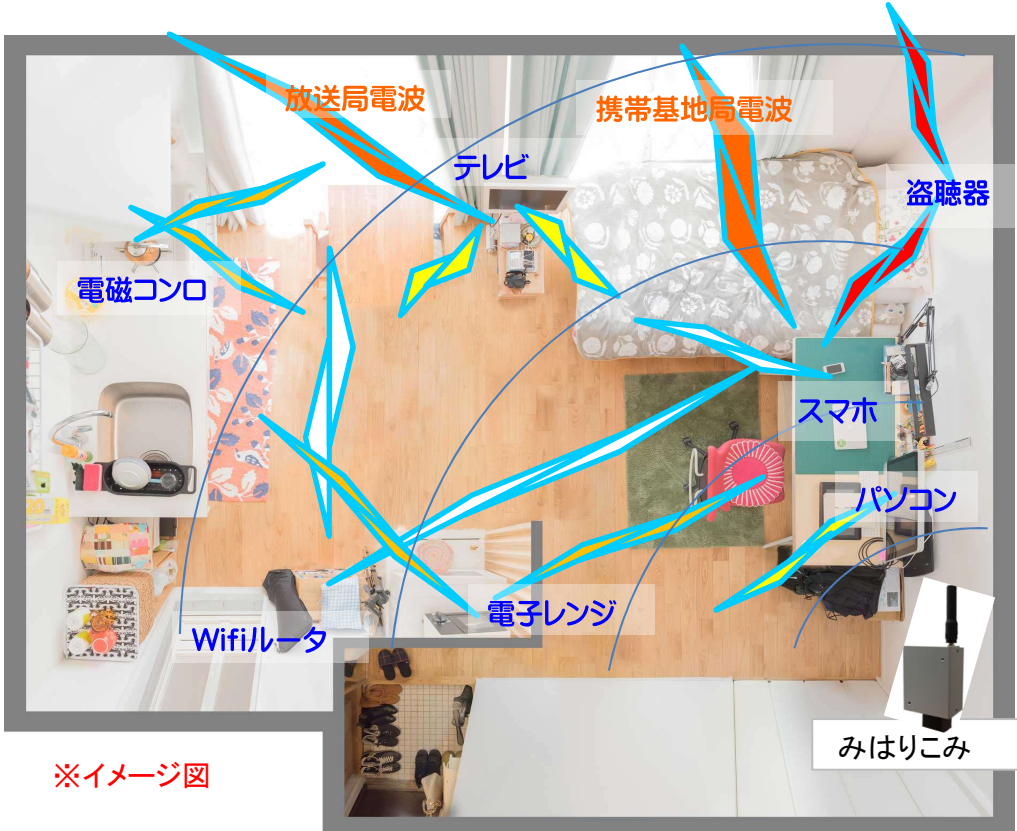 放送局電波
携帯基地局電波
テレビ
盗聴器
電磁コンロ
スマホ
パソコン
電子レンジ
Wifiルータ
みはりこみ
※イメージ図